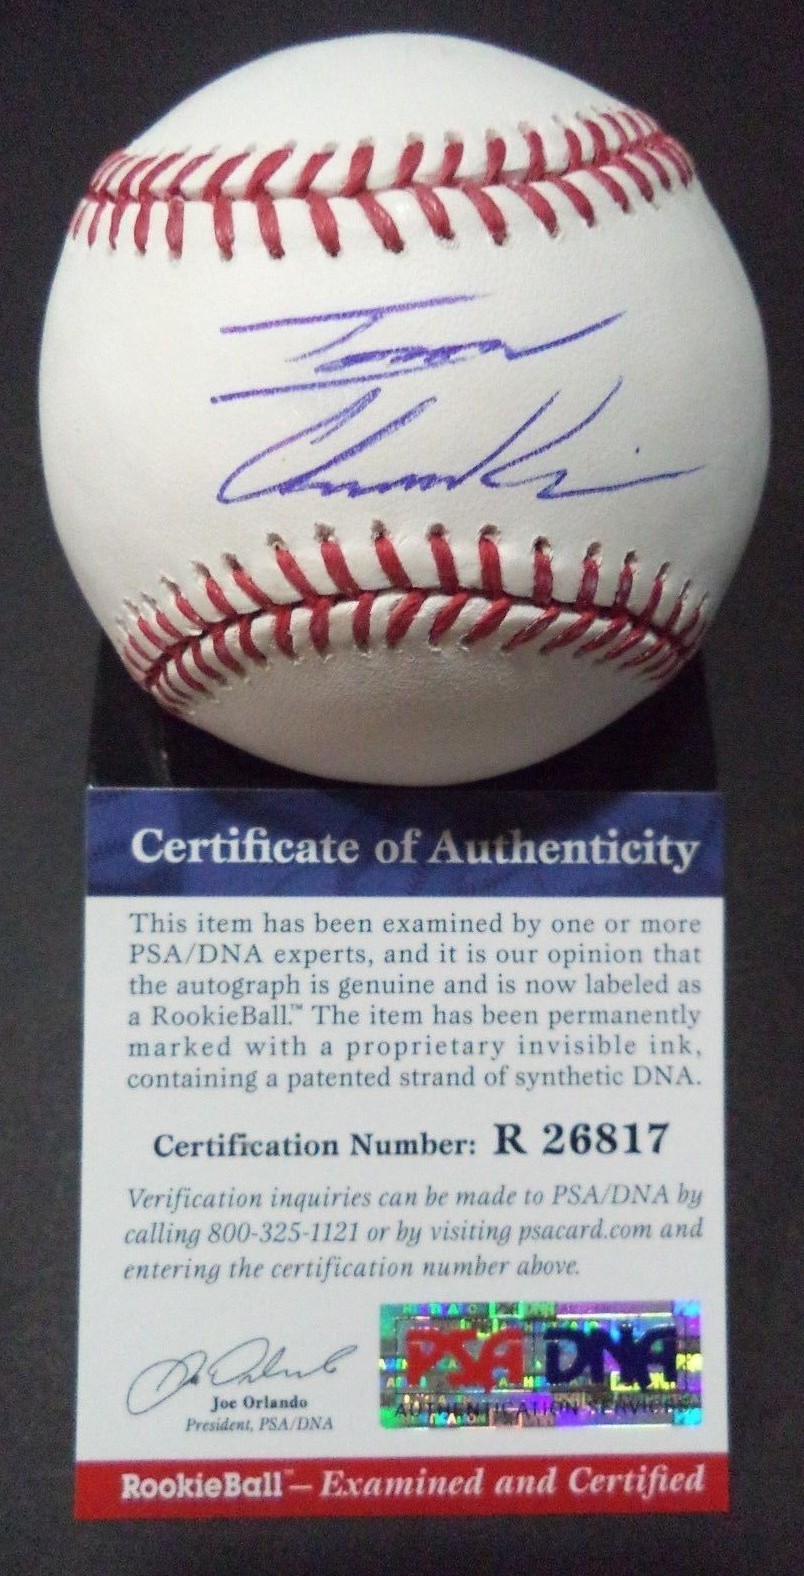 Certificate of Authenticity
This item has been examined by one or more
PSA/DNA experts, and it is our opinion that
the autograph is genuine and is now labeled as
a RookieBall.™ The item has been permanently
marked with a proprietary invisible ink,
containing a patented strand of synthetic DNA.
Certification Number: R 26817
Verification inquiries can be made to PSA/DNA by
calling 800-325-1121 or by visiting psacard.com and
entering the certification number above.
Joe Orlando
President, PSA/DNA
PSA DNA
AUTHENTICATION SERVICES
RookieBall™ — Examined and Certified